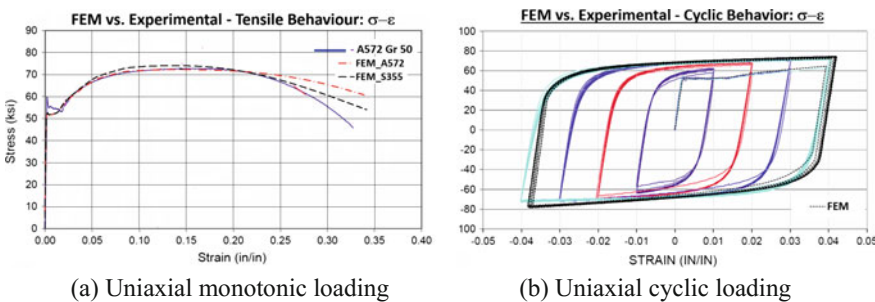 FEM vs. Experimental - Tensile Behaviour: σ–ε
90
80
70
60
50
40
30
20
10
0
Stress (ksi)
0.00 0.05 0.10 0.15 0.20 0.25 0.30 0.35 0.40
Strain (in/in)
- A572 Gr 50
FEM_A572
FEM_S355
(a) Uniaxial monotonic loading
FEM vs. Experimental - Cyclic Behavior: σ–ε
100
80
60
40
20
0
-20
-40
-60
-80
-100
-0.05 -0.04 -0.03 -0.02 -0.01 0 0.01 0.02 0.03 0.04 0.05
STRAIN (IN/IN)
FEM
(b) Uniaxial cyclic loading